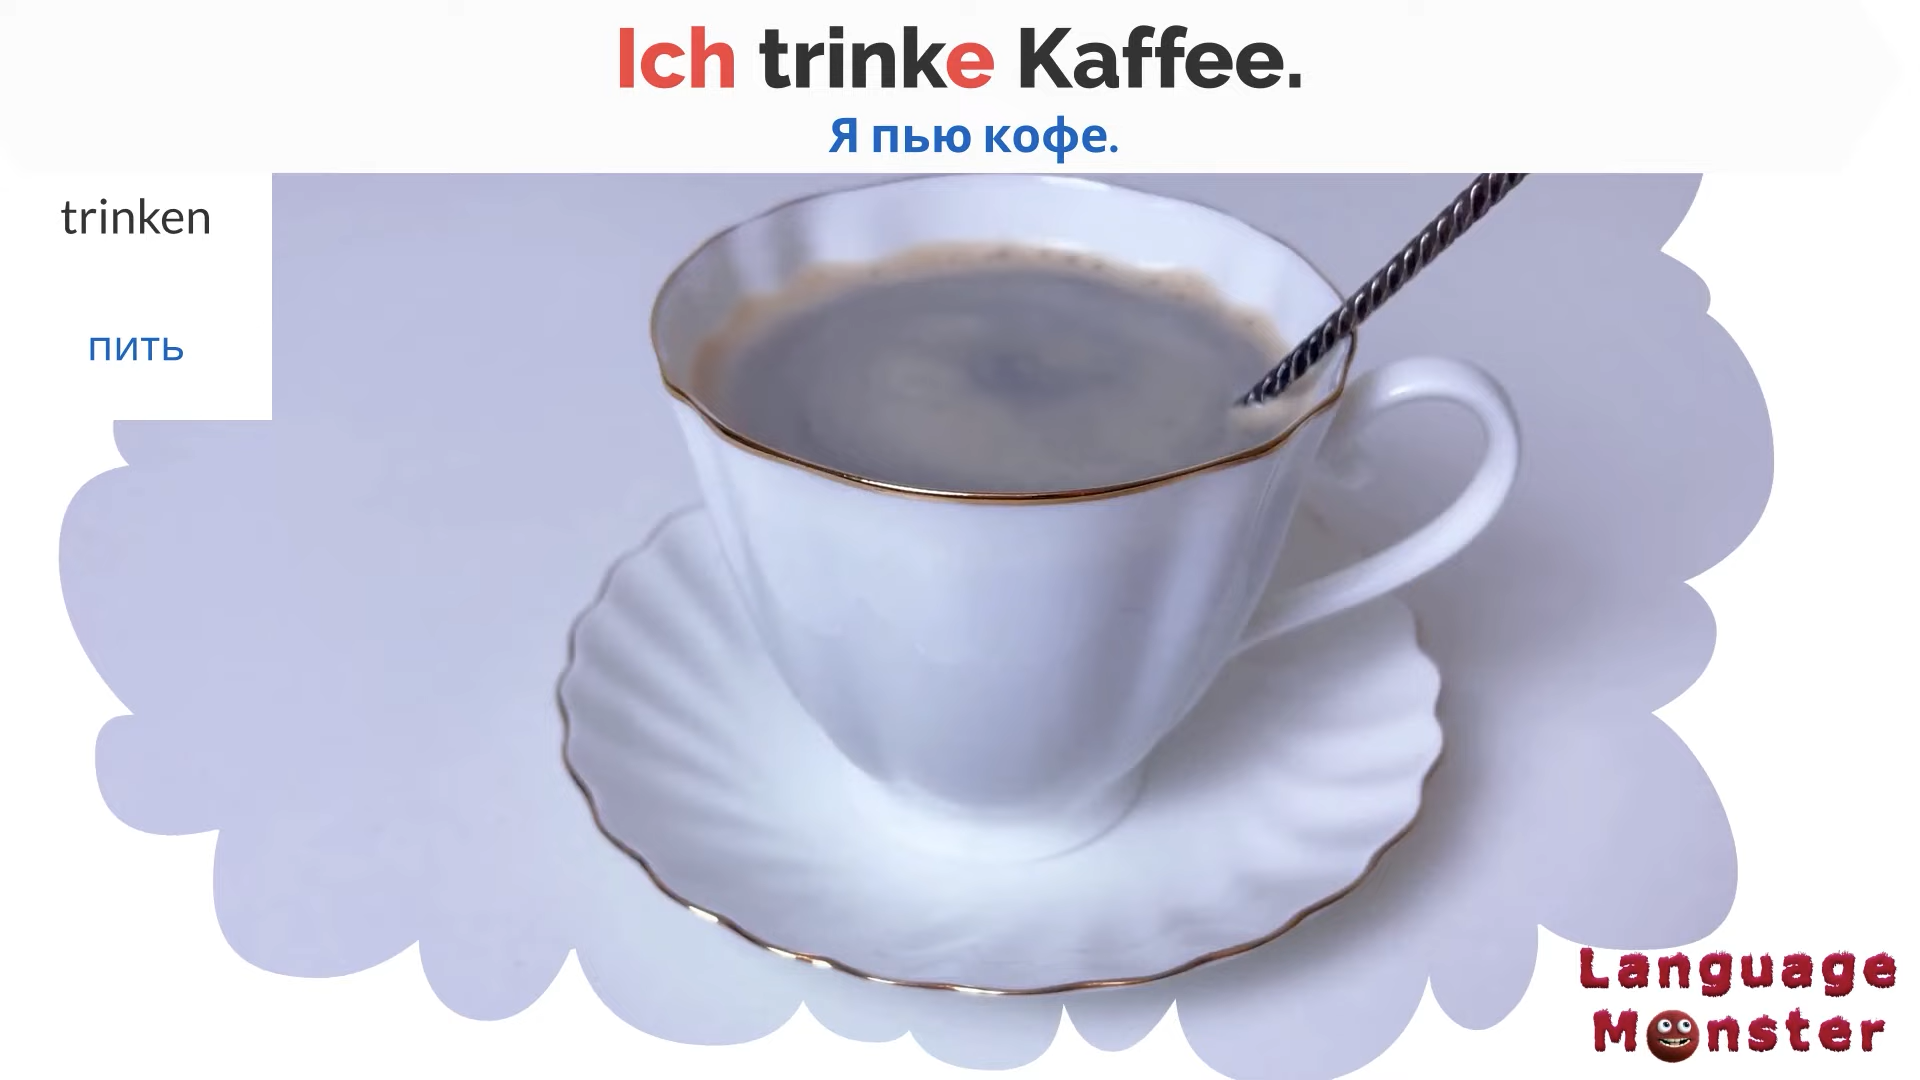 Ich trinke Kaffee.
Я пью кофе.
trinken
пить
Language
Monster